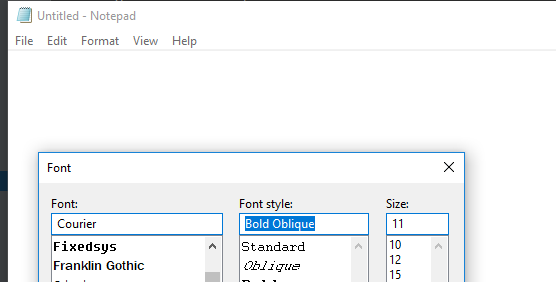 Untitled - Notepad
File Edit Format View Help
Font
Font: Font style: Size:
Courier Bold Oblique 11
Fixedsys Standard 10
Franklin Gothic Oblique 12
15